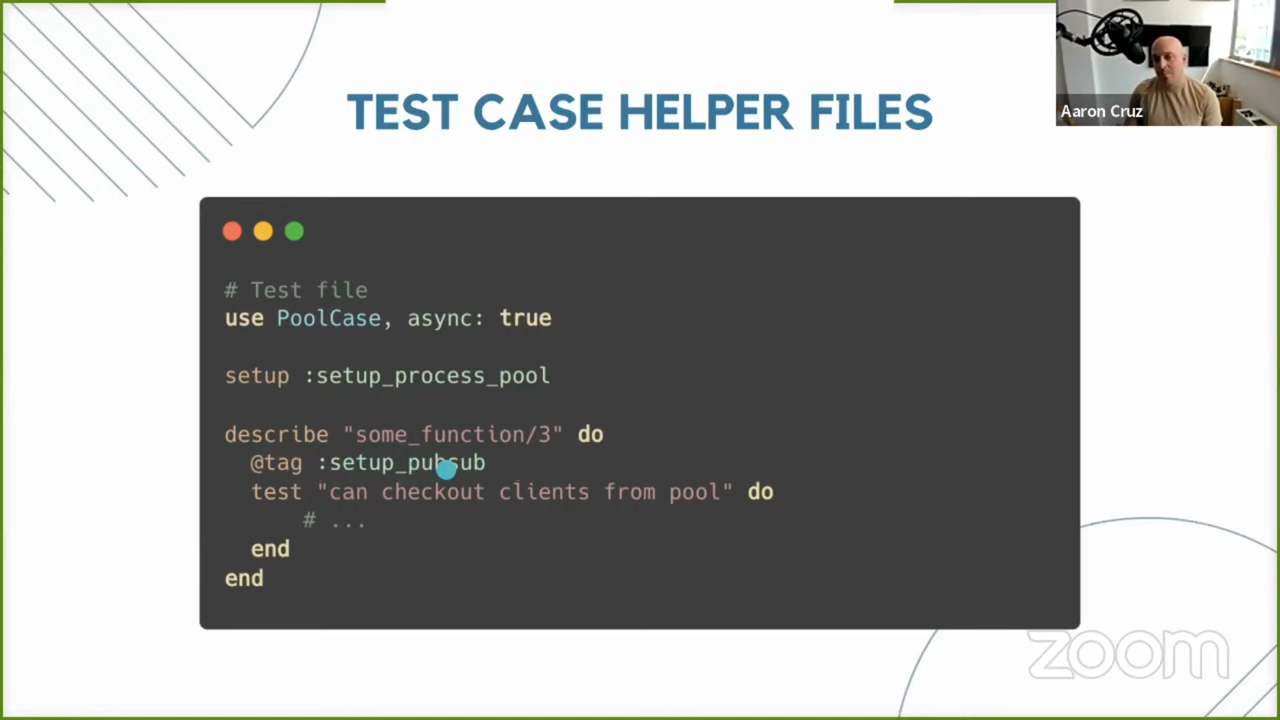 TEST CASE HELPER FILES
Aaron Cruz
# Test file
use PoolCase, async: true
setup :setup_process_pool
describe "some_function/3" do
@tag :setup_pubsub
test "can checkout clients from pool" do
# ...
end
end
zoom